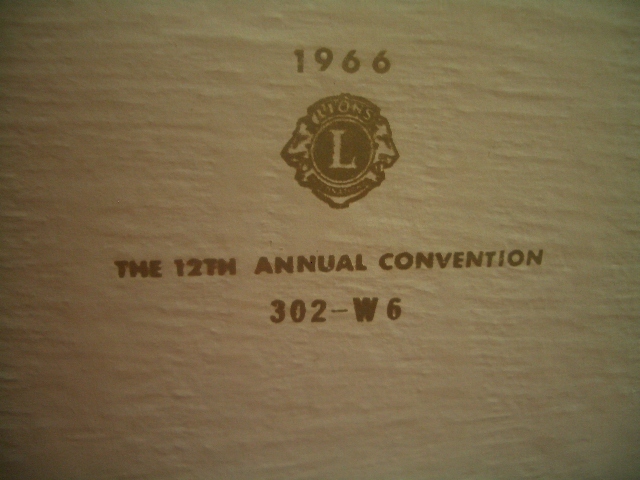 1966
LIONS
L
THE 12TH ANNUAL CONVENTION
302-W6